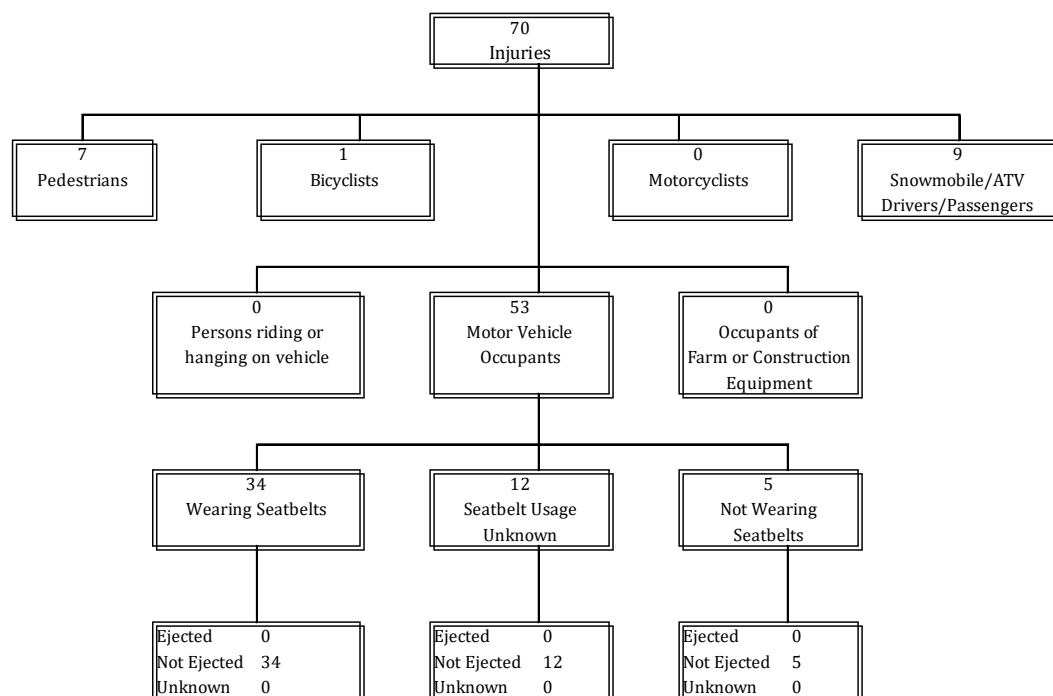 70
Injuries
7
Pedestrians
1
Bicyclists
0
Motorcyclists
9
Snowmobile/ATV
Drivers/Passengers
0
Persons riding or
hanging on vehicle
53
Motor Vehicle
Occupants
0
Occupants of
Farm or Construction
Equipment
34
Wearing Seatbelts
12
Seatbelt Usage
Unknown
5
Not Wearing
Seatbelts
Ejected 0
Not Ejected 34
Unknown 0
Ejected 0
Not Ejected 12
Unknown 0
Ejected 0
Not Ejected 5
Unknown 0